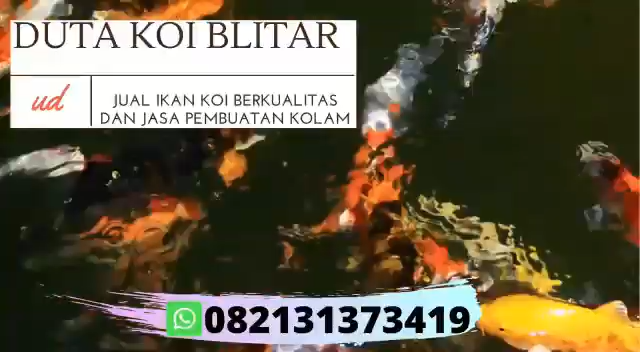 DUTA KOI BLITAR
ud
JUAL IKAN KOI BERKUALITAS
DAN JASA PEMBUATAN KOLAM
082131373419